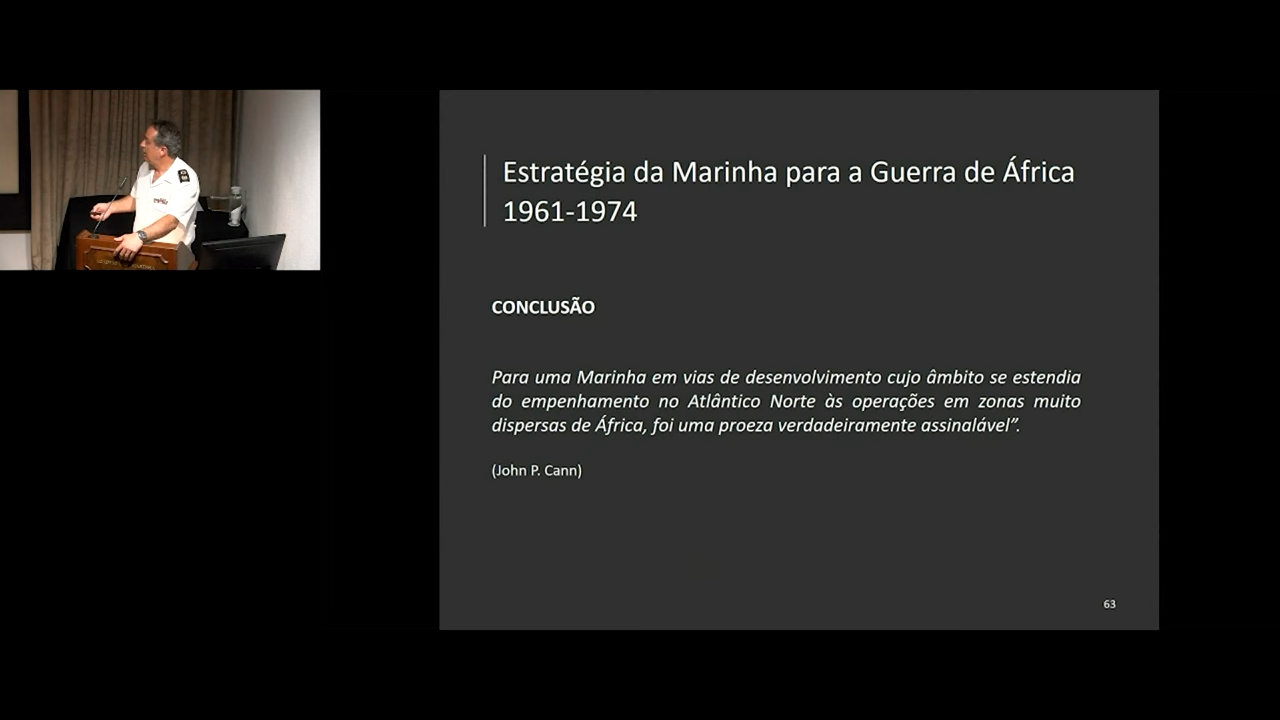 Estratégia da Marinha para a Guerra de África
1961-1974
CONCLUSÃO
Para uma Marinha em vias de desenvolvimento cujo âmbito se estendia
do empenhamento no Atlântico Norte às operações em zonas muito
dispersas de África, foi uma proeza verdadeiramente assinalável”.
(John P. Cann)
63